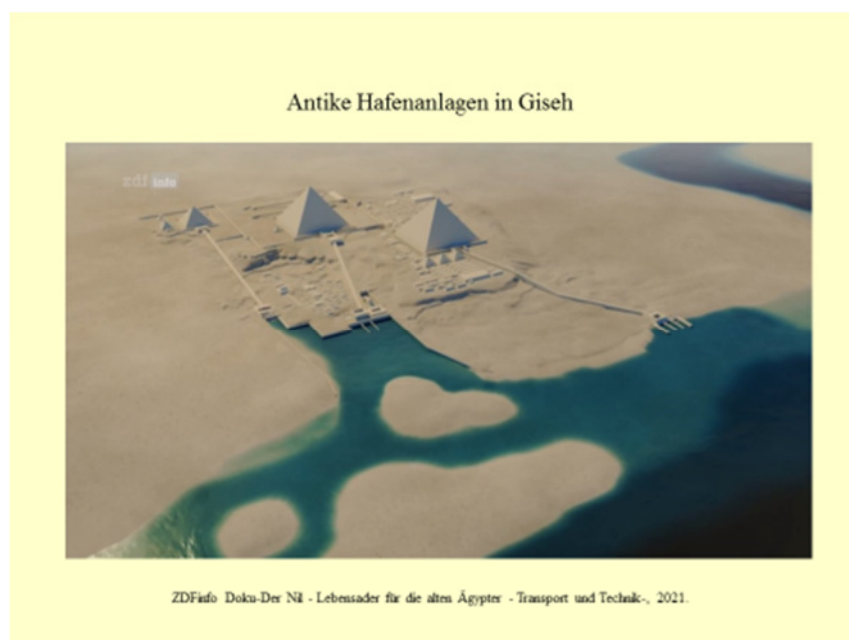 Antike Hafenanlagen in Giseh
zdf info
ZDFinfo Doku-Der Nil - Lebensader für die alten Ägypter - Transport und Technik-, 2021.